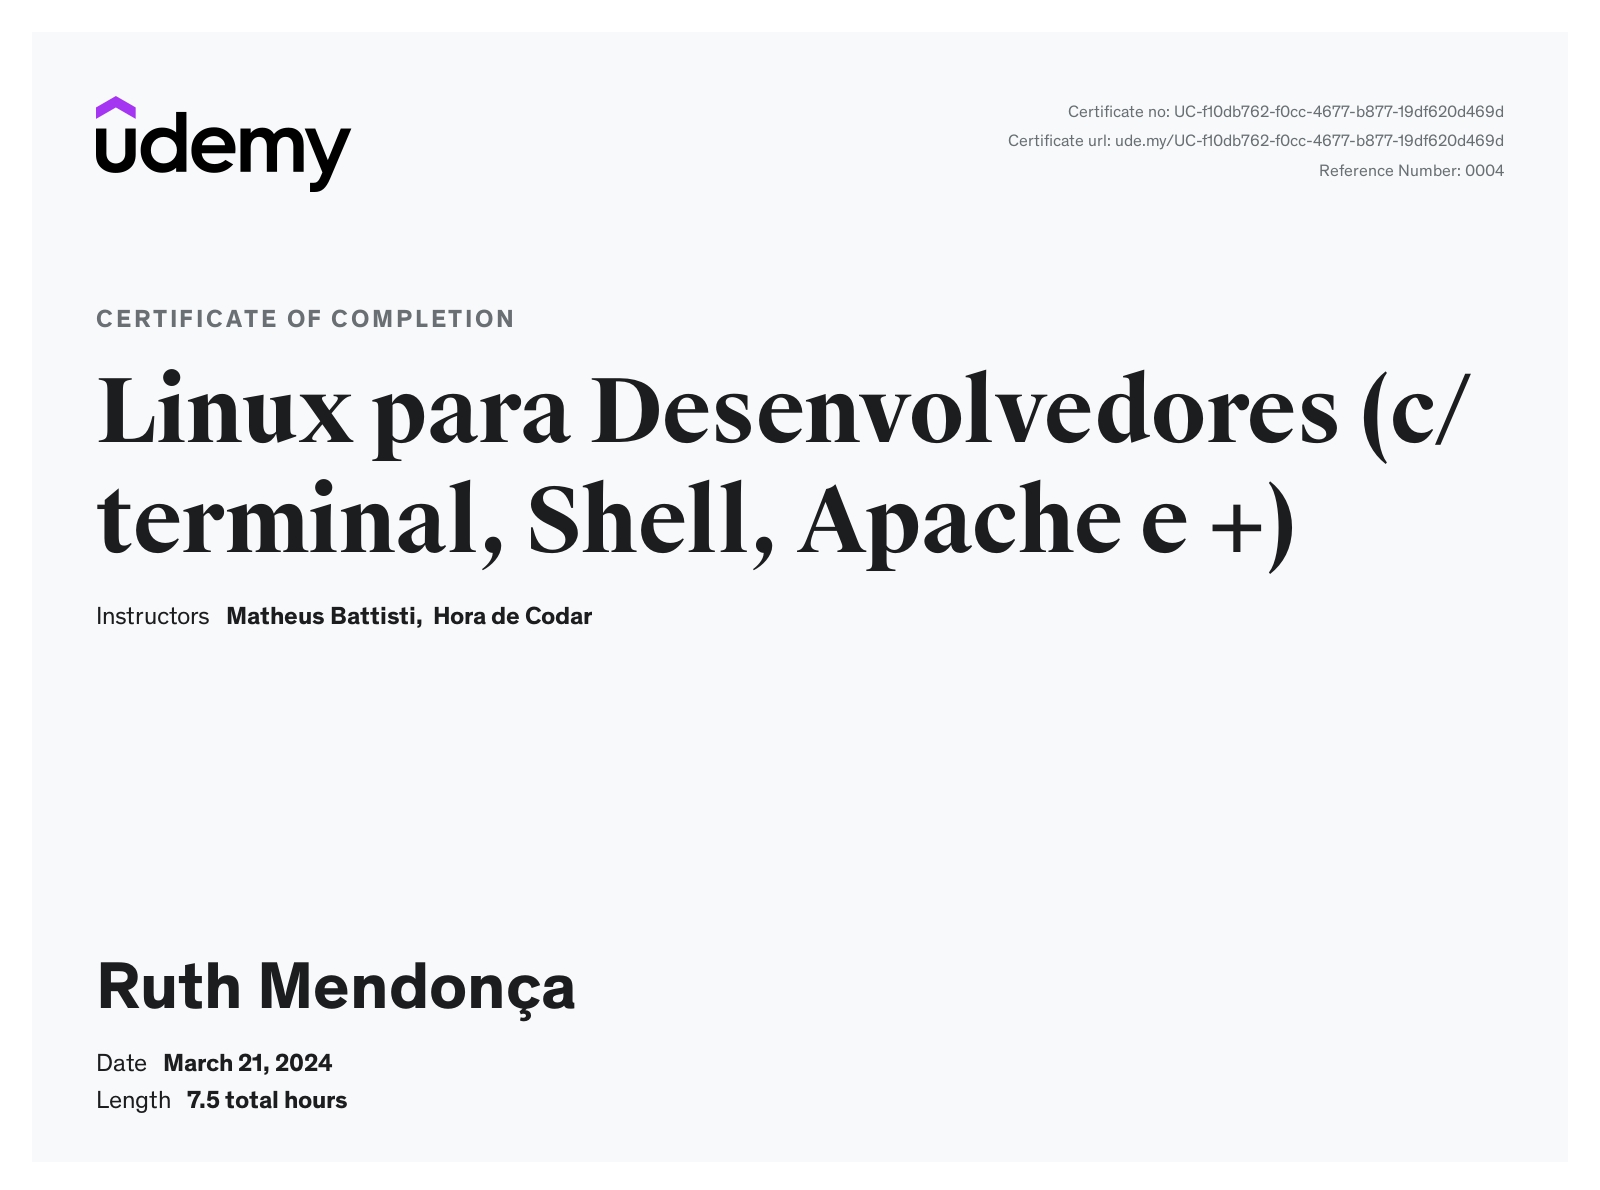 udemy
Certificate no: UC-f10db762-f0cc-4677-b877-19df620d469d
Certificate url: ude.my/UC-f10db762-f0cc-4677-b877-19df620d469d
Reference Number: 0004
CERTIFICATE OF COMPLETION
Linux para Desenvolvedores (c/
terminal, Shell, Apache e +)
Instructors Matheus Battisti, Hora de Codar
Ruth Mendonça
Date March 21, 2024
Length 7.5 total hours